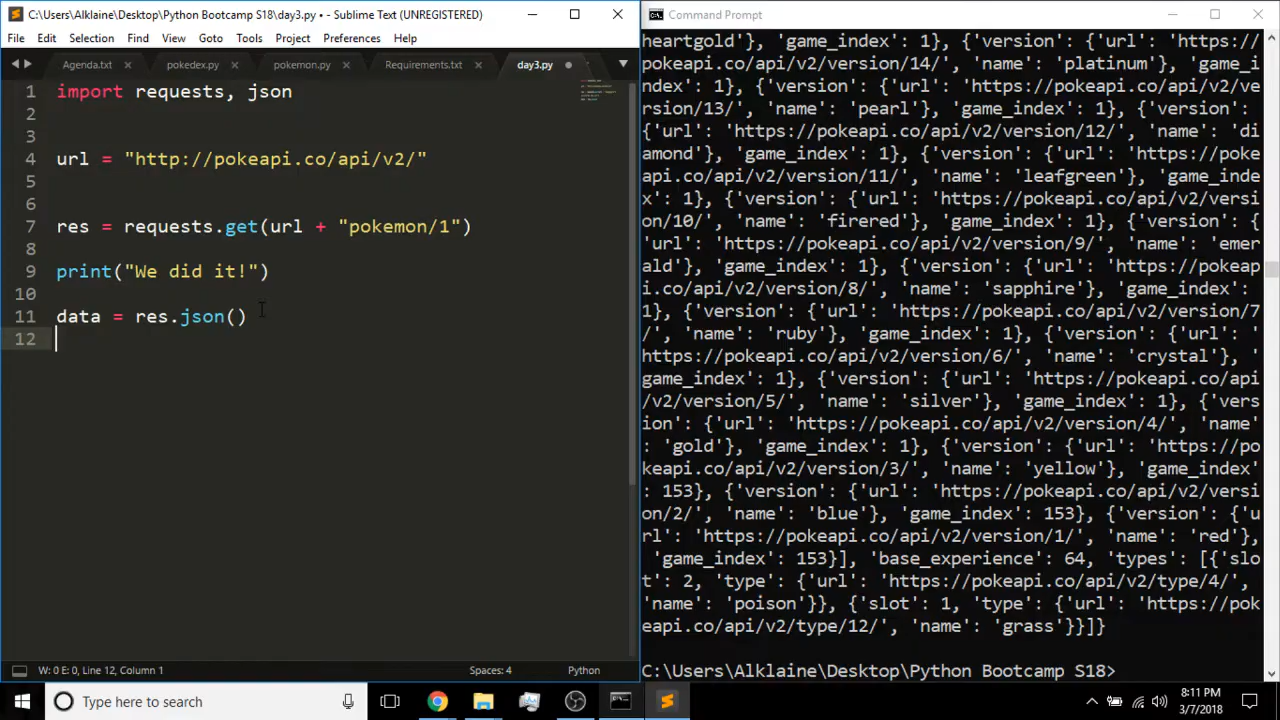 C:\Users\Alklaine\Desktop\Python Bootcamp S18\day3.py • - Sublime Text (UNREGISTERED)
File Edit Selection Find View Goto Tools Project Preferences Help
Agenda.txt pokedex.py pokemon.py Requirements.txt day3.py
1 import requests, json
2
3
4 url = "http://pokeapi.co/api/v2/"
5
6
7 res = requests.get(url + "pokemon/1")
8
9 print("We did it!")
10
11 data = res.json()
12
W: 0 E: 0, Line 12, Column 1 Spaces: 4 Python
Command Prompt
heartgold'}, 'game_index': 1}, {'version': {'url': 'https://
pokeapi.co/api/v2/version/14/', 'name': 'platinum'}, 'game_i
ndex': 1}, {'version': {'url': 'https://pokeapi.co/api/v2/ve
rsion/13/', 'name': 'pearl'}, 'game_index': 1}, {'version':
{'url': 'https://pokeapi.co/api/v2/version/12/', 'name': 'di
amond'}, 'game_index': 1}, {'version': {'url': 'https://poke
api.co/api/v2/version/11/', 'name': 'leafgreen'}, 'game_inde
x': 1}, {'version': {'url': 'https://pokeapi.co/api/v2/versi
on/10/', 'name': 'firered'}, 'game_index': 1}, {'version': {
'url': 'https://pokeapi.co/api/v2/version/9/', 'name': 'emer
ald'}, 'game_index': 1}, {'version': {'url': 'https://pokeap
i.co/api/v2/version/8/', 'name': 'sapphire'}, 'game_index':
1}, {'version': {'url': 'https://pokeapi.co/api/v2/version/7
/', 'name': 'ruby'}, 'game_index': 1}, {'version': {'url': '
https://pokeapi.co/api/v2/version/6/', 'name': 'crystal'}, '
game_index': 1}, {'version': {'url': 'https://pokeapi.co/api
/v2/version/5/', 'name': 'silver'}, 'game_index': 1}, {'vers
ion': {'url': 'https://pokeapi.co/api/v2/version/4/', 'name'
: 'gold'}, 'game_index': 1}, {'version': {'url': 'https://po
keapi.co/api/v2/version/3/', 'name': 'yellow'}, 'game_index'
: 153}, {'version': {'url': 'https://pokeapi.co/api/v2/versi
on/2/', 'name': 'blue'}, 'game_index': 153}, {'version': {'u
rl': 'https://pokeapi.co/api/v2/version/1/', 'name': 'red'},
'game_index': 153}], 'base_experience': 64, 'types': [{'slo
t': 2, 'type': {'url': 'https://pokeapi.co/api/v2/type/4/',
'name': 'poison'}}, {'slot': 1, 'type': {'url': 'https://pok
eapi.co/api/v2/type/12/', 'name': 'grass'}}]}
C:\Users\Alklaine\Desktop\Python Bootcamp S18>
Type here to search
8:11 PM
3/7/2018